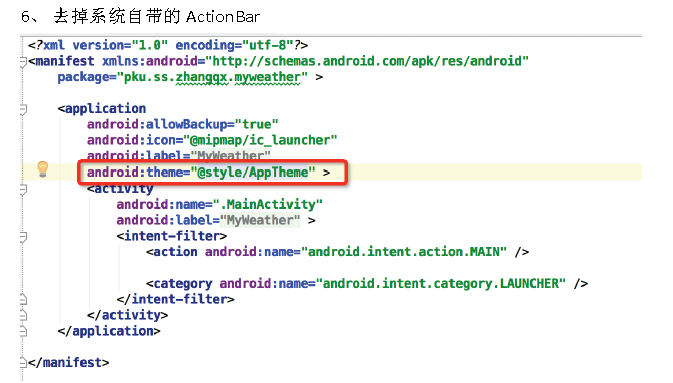 6、 去掉系统自带的 ActionBar
<?xml version="1.0" encoding="utf-8"?>
<manifest xmlns:android="http://schemas.android.com/apk/res/android"
package="pku.ss.zhangqx.myweather" >
<application
android:allowBackup="true"
android:icon="@mipmap/ic_launcher"
android:label="MyWeather"
android:theme="@style/AppTheme" >
<activity
android:name=".MainActivity"
android:label="MyWeather" >
<intent-filter>
<action android:name="android.intent.action.MAIN" />
<category android:name="android.intent.category.LAUNCHER" />
</intent-filter>
</activity>
</application>
</manifest>